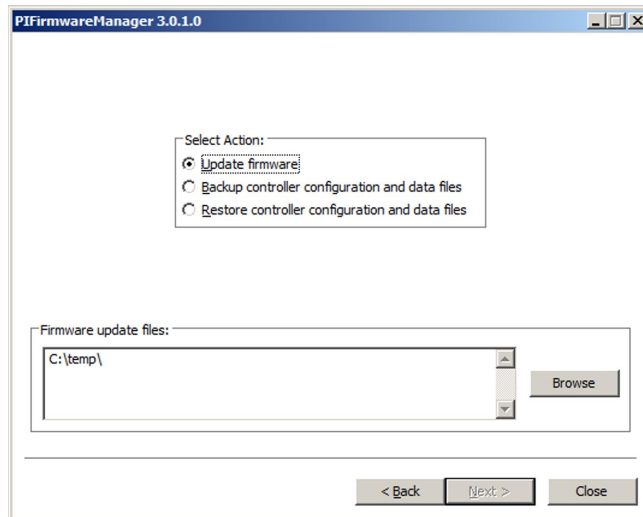 PIFirmwareManager 3.0.1.0
Select Action:
Update firmware
Backup controller configuration and data files
Restore controller configuration and data files
Firmware update files:
C:\temp\
Browse
< Back
Next >
Close